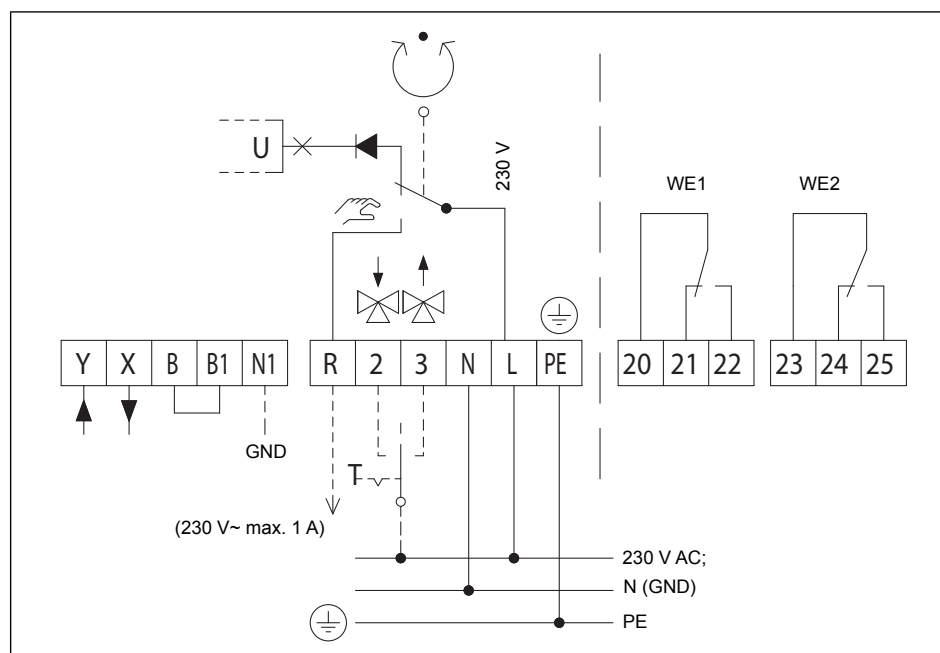 U
230 V
WE1
WE2
Y X B B1 N1
R 2 3 N L PE
20 21 22
23 24 25
GND
T
(230 V~ max. 1 A)
230 V AC;
N (GND)
PE